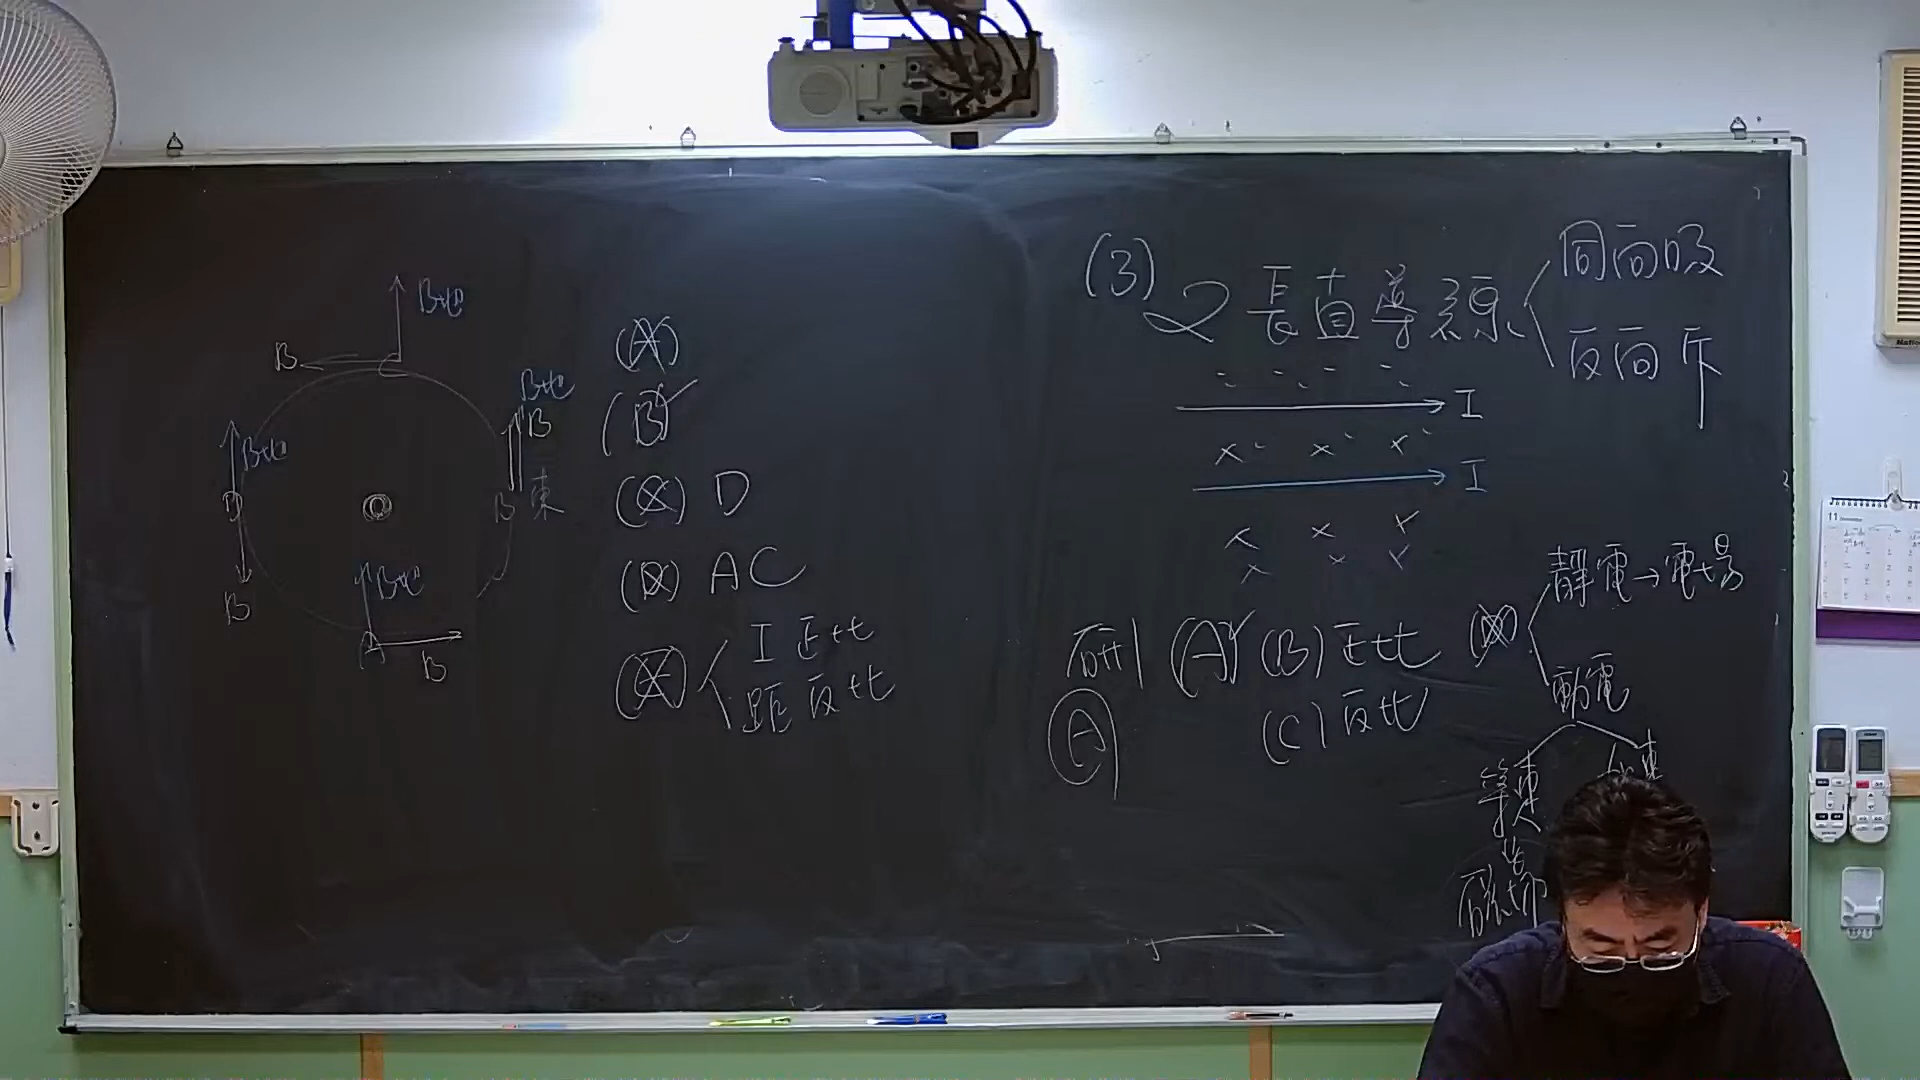 B地
B
B地
B
B地
B
東
B
B地
A
B
(A)
(B)✓
(C) D
(D) AC
(E) I 正比
距 反比
(3) 2 長直導線
同向吸
反向斥
I
I
(A)✓ (B) 正比
(C) 反比
A
靜電→電場
動電
等速
磁場
11